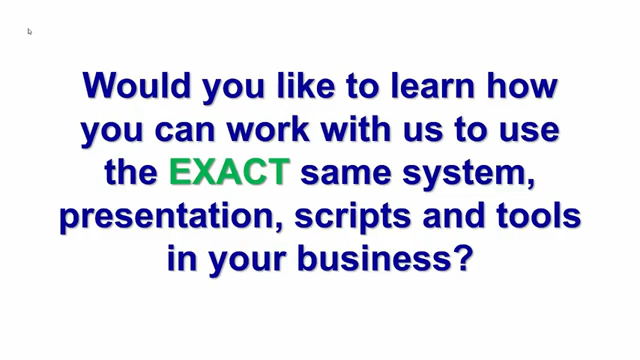 Would you like to learn how
you can work with us to use
the EXACT same system,
presentation, scripts and tools
in your business?